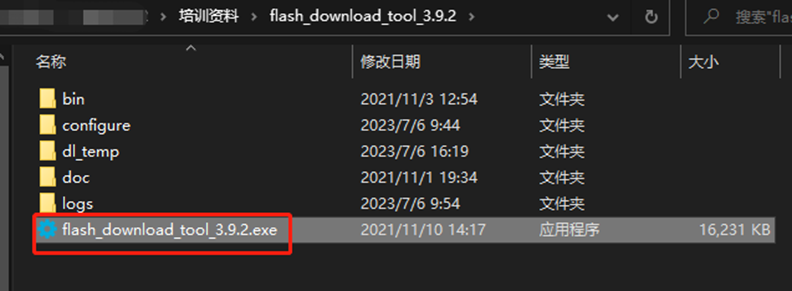 培训资料 › flash_download_tool_3.9.2 ›
搜索"fl
名称 修改日期 类型 大小
bin 2021/11/3 12:54 文件夹
configure 2023/7/6 9:44 文件夹
dl_temp 2023/7/6 16:19 文件夹
doc 2021/11/1 19:34 文件夹
logs 2023/7/6 9:54 文件夹
flash_download_tool_3.9.2.exe 2021/11/10 14:17 应用程序 16,231 KB